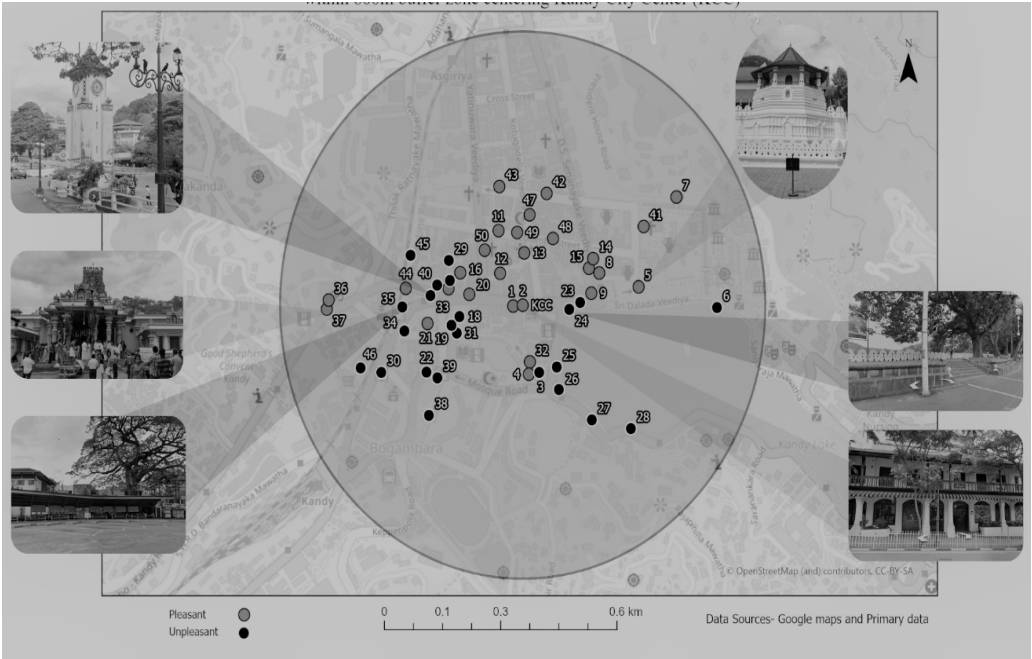 within 600m buffer zone centering Kandy City Center (KCC)
N
Asgiriya
Cross Street
43
42
7
47
41
11
49
48
50
45
29
13
14
15
8
12
44
40
16
5
36
20
9
23
6
35
33
1
2
KCC
Sri Dalada Veediya
37
18
24
34
21
19
31
Good Shepherd's
Convent
Kandy
46
30
22
39
32
25
4
3
26
Mosque Road
38
27
28
Bogambara
Kandy Lake
Kandy
© OpenStreetMap (and) contributors, CC-BY-SA
Pleasant
Unpleasant
0
0.1
0.3
0.6 km
Data Sources- Google maps and Primary data